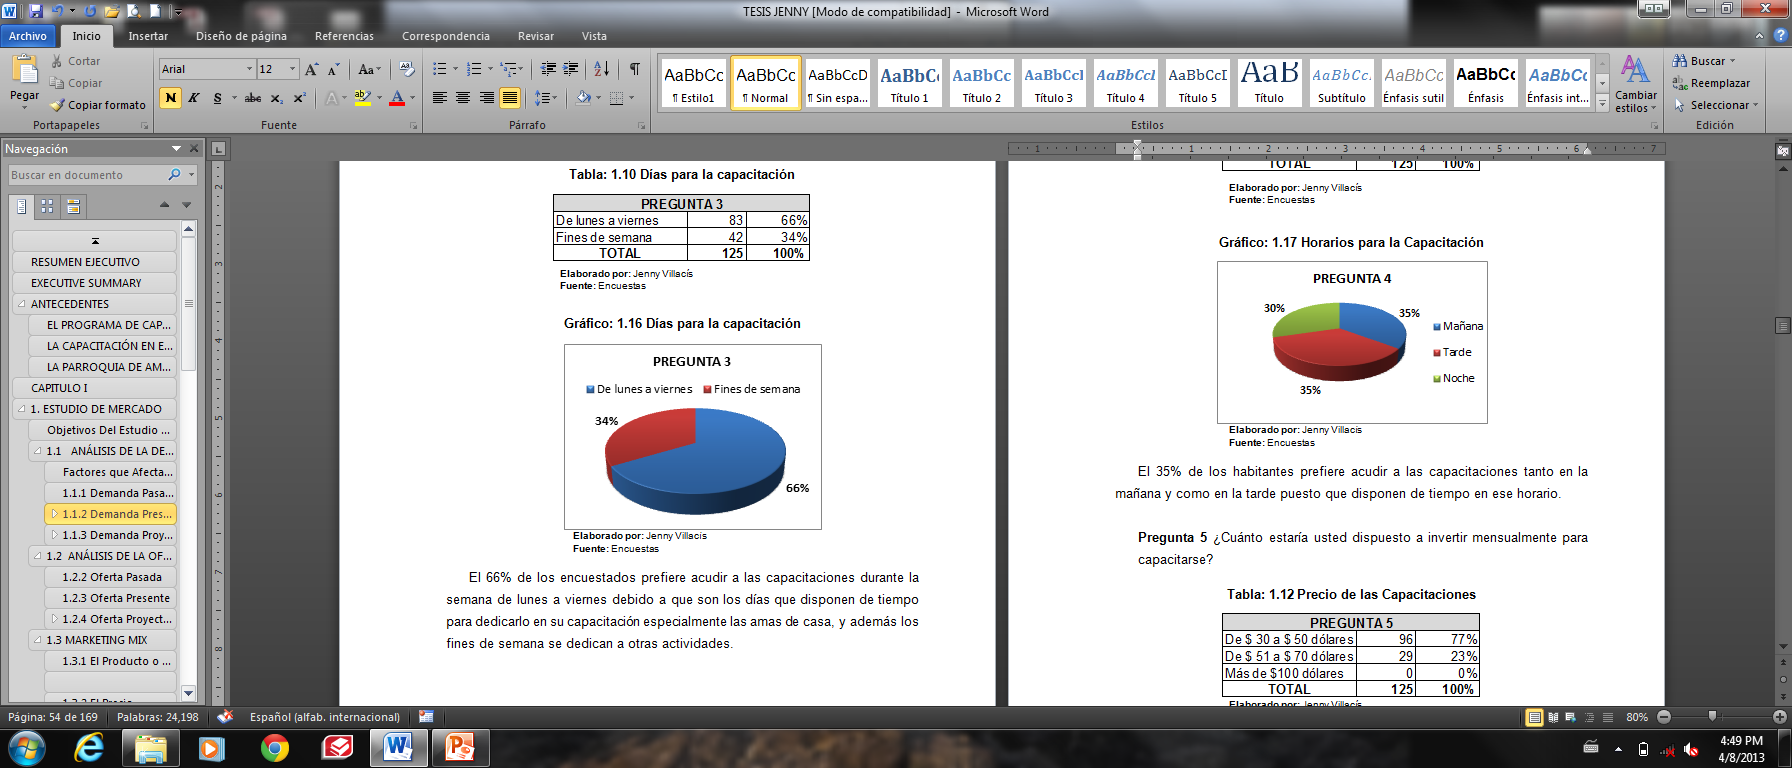 TESIS JENNY [Modo de compatibilidad] - Microsoft Word
Archivo Inicio Insertar Diseño de página Referencias Correspondencia Revisar Vista
Pegar
Cortar
Copiar
Copiar formato
Portapapeles
Arial 12
Fuente
Párrafo
AaBbCc AaBbCc AaBbCcD AaBbC AaBbCc AaBbCcI AaBbCcI AaBbCcI AaB AaBbCc. AaBbCc AaBbCc AaBbCc
¶ Estilo1 ¶ Normal ¶ Sin espa... Título 1 Título 2 Título 3 Título 4 Título 5 Título Subtítulo Énfasis sutil Énfasis Énfasis int...
Estilos
Cambiar estilos
Buscar
Reemplazar
Seleccionar
Edición
Navegación
Buscar en documento
RESUMEN EJECUTIVO
EXECUTIVE SUMMARY
ANTECEDENTES
EL PROGRAMA DE CAP...
LA CAPACITACIÓN EN E...
LA PARROQUIA DE AM...
CAPITULO I
1. ESTUDIO DE MERCADO
Objetivos Del Estudio ...
1.1 ANÁLISIS DE LA DE...
Factores que Afecta...
1.1.1 Demanda Pasa...
1.1.2 Demanda Pres...
1.1.3 Demanda Proy...
1.2 ANÁLISIS DE LA OF...
1.2.2 Oferta Pasada
1.2.3 Oferta Presente
1.2.4 Oferta Proyect...
1.3 MARKETING MIX
1.3.1 El Producto o ...
Tabla: 1.10 Días para la capacitación
PREGUNTA 3
De lunes a viernes 83 66%
Fines de semana 42 34%
TOTAL 125 100%
Elaborado por: Jenny Villacís
Fuente: Encuestas
Gráfico: 1.16 Días para la capacitación
PREGUNTA 3
De lunes a viernes Fines de semana
34%
66%
Elaborado por: Jenny Villacís
Fuente: Encuestas
El 66% de los encuestados prefiere acudir a las capacitaciones durante la
semana de lunes a viernes debido a que son los días que disponen de tiempo
para dedicarlo en su capacitación especialmente las amas de casa, y además los
fines de semana se dedican a otras actividades.
TOTAL 125 100%
Elaborado por: Jenny Villacís
Fuente: Encuestas
Gráfico: 1.17 Horarios para la Capacitación
PREGUNTA 4
30%
35%
35%
Mañana
Tarde
Noche
Elaborado por: Jenny Villacís
Fuente: Encuestas
El 35% de los habitantes prefiere acudir a las capacitaciones tanto en la
mañana y como en la tarde puesto que disponen de tiempo en ese horario.
Pregunta 5 ¿Cuánto estaría usted dispuesto a invertir mensualmente para
capacitarse?
Tabla: 1.12 Precio de las Capacitaciones
PREGUNTA 5
De $ 30 a $ 50 dólares 96 77%
De $ 51 a $ 70 dólares 29 23%
Más de $100 dólares 0 0%
TOTAL 125 100%
Elaborado por: Jenny Villacís
Página: 54 de 169 Palabras: 24,198 Español (alfab. internacional) 80%
4:49 PM
4/8/2013